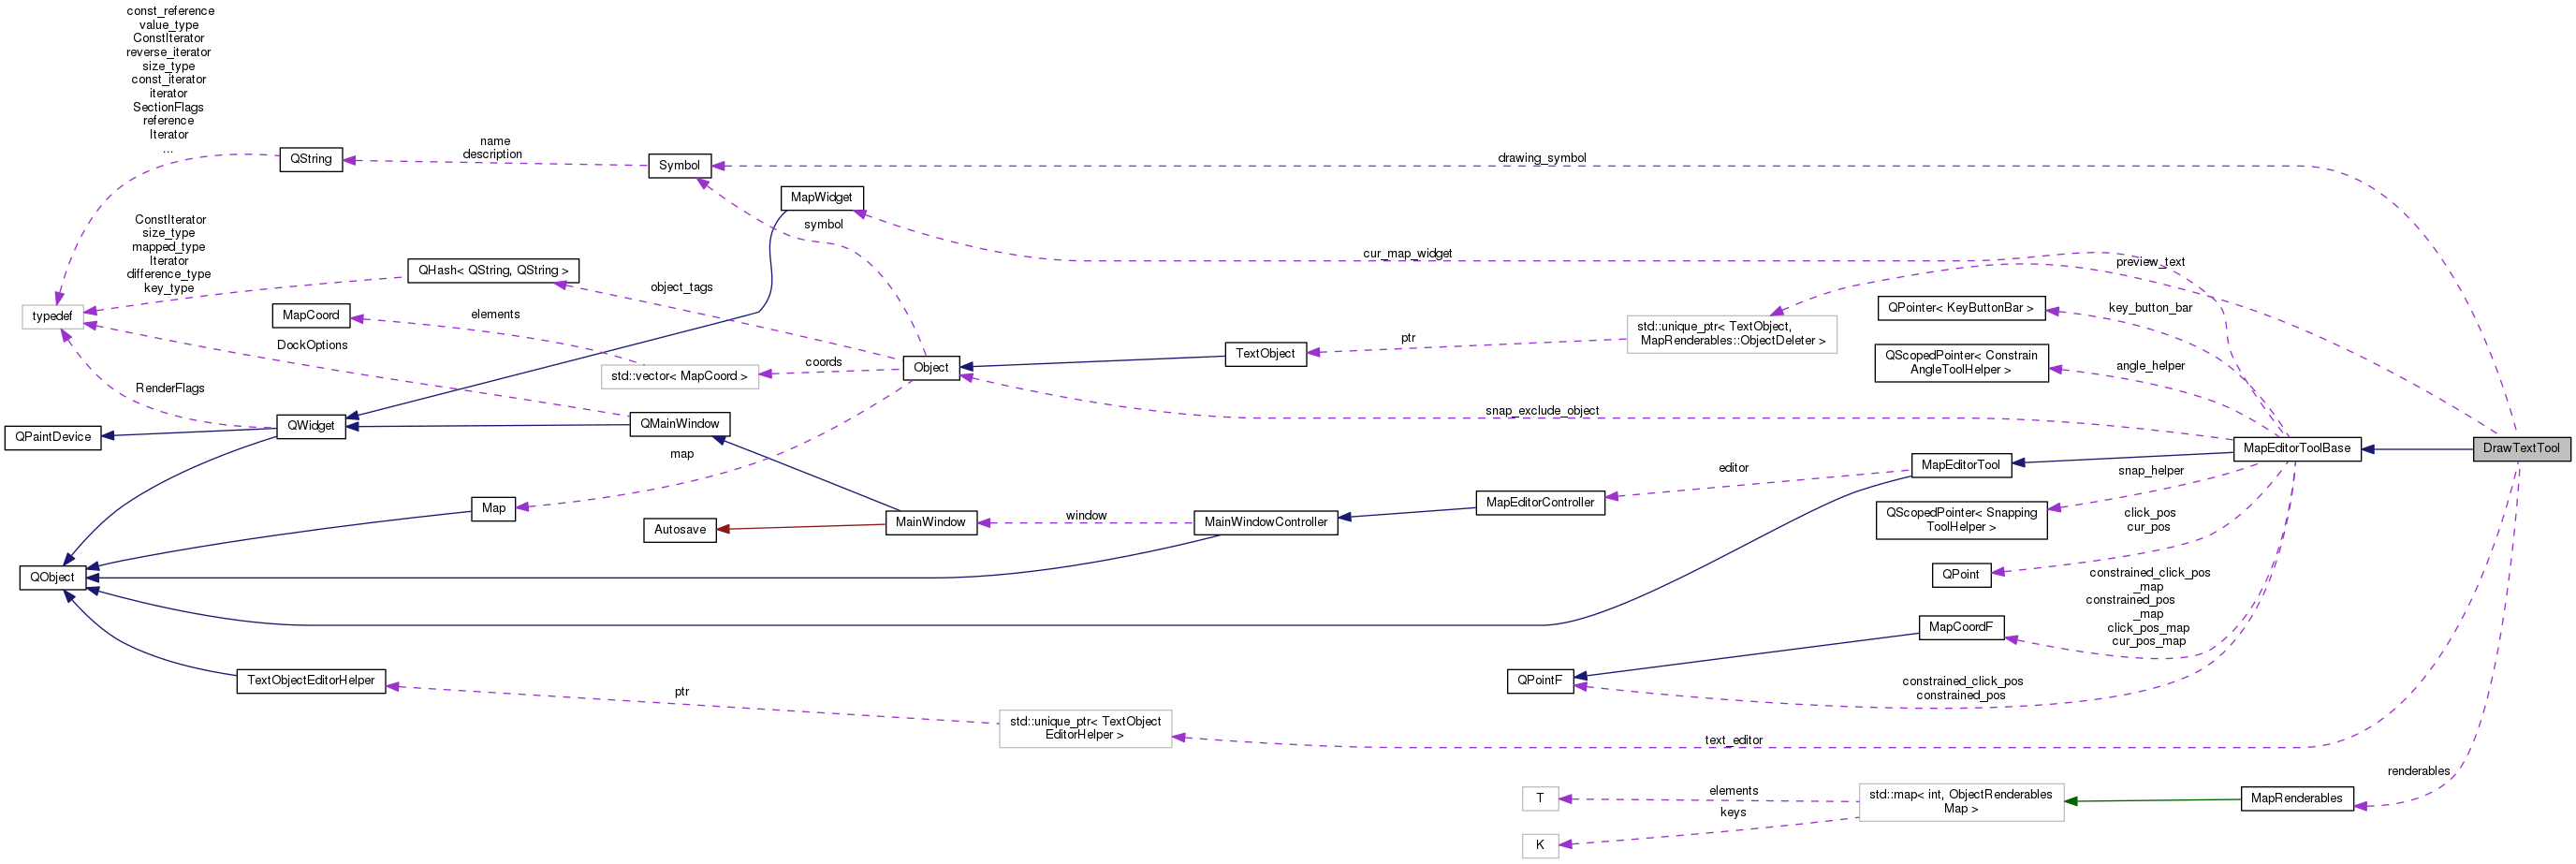 const_reference
value_type
ConstIterator
reverse_iterator
size_type
const_iterator
iterator
SectionFlags
reference
Iterator
...
name
description
QString
Symbol
drawing_symbol
MapWidget
symbol
ConstIterator
size_type
mapped_type
Iterator
difference_type
key_type
cur_map_widget
preview_text
QHash< QString, QString >
object_tags
typedef
MapCoord
elements
QPointer< KeyButtonBar >
key_button_bar
std::unique_ptr< TextObject,
MapRenderables::ObjectDeleter >
ptr
DockOptions
TextObject
QScopedPointer< Constrain
AngleToolHelper >
angle_helper
coords
Object
std::vector< MapCoord >
RenderFlags
snap_exclude_object
QWidget
QMainWindow
QPaintDevice
MapEditorToolBase
DrawTextTool
map
editor
MapEditorTool
snap_helper
Map
MapEditorController
QScopedPointer< Snapping
ToolHelper >
window
Autosave
MainWindow
MainWindowController
click_pos
cur_pos
QObject
QPoint
constrained_click_pos
_map
constrained_pos
_map
click_pos_map
cur_pos_map
MapCoordF
TextObjectEditorHelper
ptr
QPointF
constrained_click_pos
constrained_pos
std::unique_ptr< TextObject
EditorHelper >
text_editor
renderables
T
elements
std::map< int, ObjectRenderables
Map >
MapRenderables
keys
K